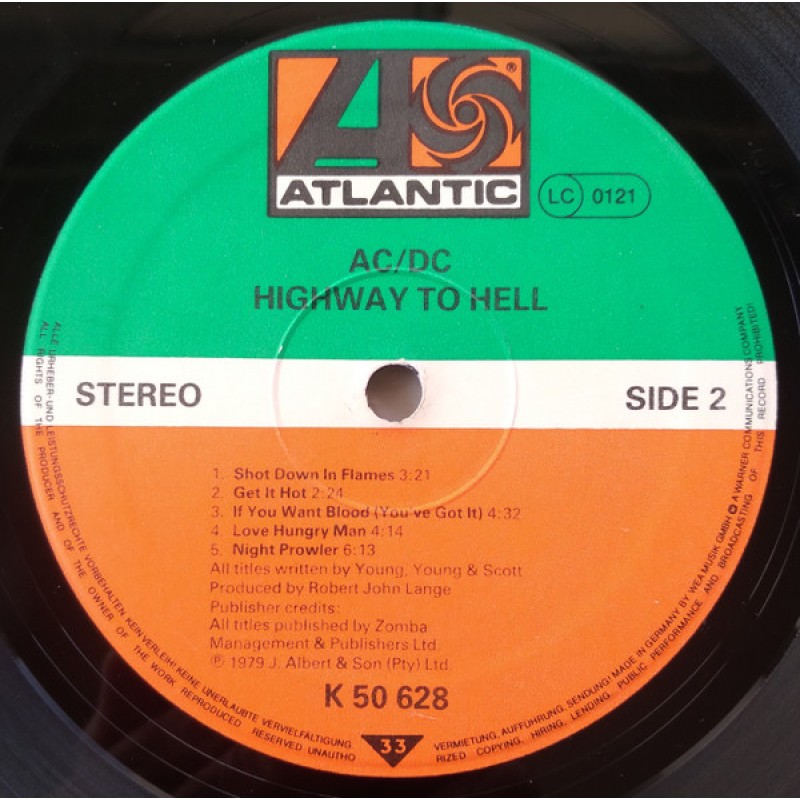 ATLANTIC
®
LC 0121
AC/DC
HIGHWAY TO HELL
STEREO
SIDE 2
1. Shot Down In Flames 3:21
2. Get It Hot 2:24
3. If You Want Blood (You've Got It) 4:32
4. Love Hungry Man 4:14
5. Night Prowler 6:13
All titles written by Young, Young & Scott
Produced by Robert John Lange
Publisher credits:
All titles published by Zomba
Management & Publishers Ltd.
℗ 1979 J. Albert & Son (Pty) Ltd.
K 50 628
33
ALLE URHEBER- UND LEISTUNGSSCHUTZRECHTE VORBEHALTEN KEIN VERLEIH! KEINE UNERLAUBTE VERVIELFÄLTIGUNG, VERMIETUNG, AUFFÜHRUNG, SENDUNG! MADE IN GERMANY BY WEA MUSIK GMBH A WARNER COMMUNICATIONS COMPANY
ALL RIGHTS OF THE PRODUCER AND OF THE OWNER OF THE WORK REPRODUCED RESERVED UNAUTHORIZED COPYING, HIRING, LENDING, PUBLIC PERFORMANCE AND BROADCASTING OF THIS RECORD PROHIBITED!